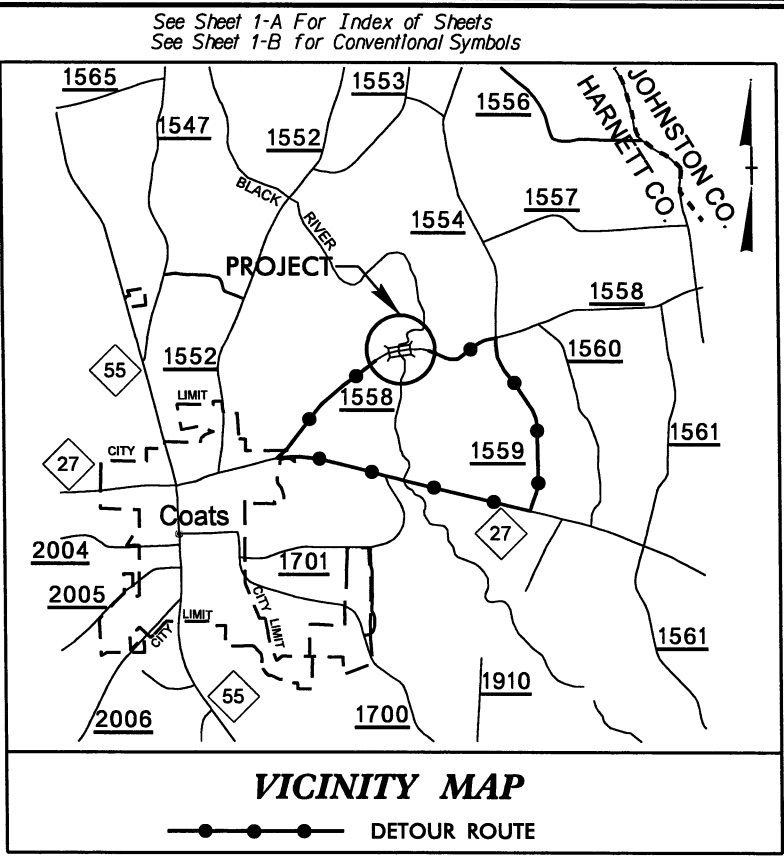 See Sheet 1-A For Index of Sheets
See Sheet 1-B for Conventional Symbols
1565
1553
1556
JOHNSTON CO.
HARNETT CO.
1547
1552
BLACK
RIVER
1557
1554
PROJECT
1558
1552
1560
55
LIMIT
1558
CITY
1561
27
1559
Coats
27
2004
1701
2005
CITY
LIMIT
CITY LIMIT
1561
55
1910
2006
1700
VICINITY MAP
DETOUR ROUTE